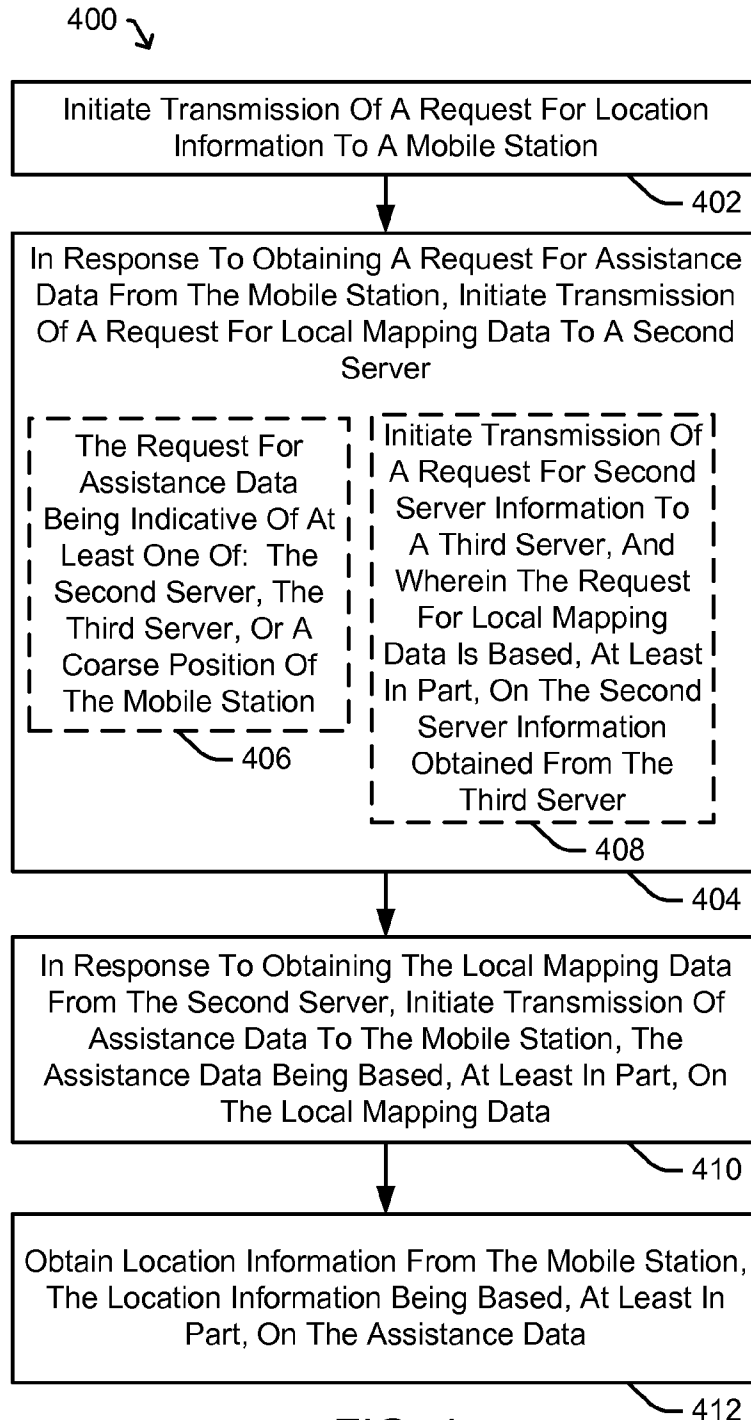 400
Initiate Transmission Of A Request For Location
Information To A Mobile Station
402
In Response To Obtaining A Request For Assistance
Data From The Mobile Station, Initiate Transmission
Of A Request For Local Mapping Data To A Second
Server
The Request For
Assistance Data
Being Indicative Of At
Least One Of: The
Second Server, The
Third Server, Or A
Coarse Position Of
The Mobile Station
406
Initiate Transmission Of
A Request For Second
Server Information To
A Third Server, And
Wherein The Request
For Local Mapping
Data Is Based, At Least
In Part, On The Second
Server Information
Obtained From The
Third Server
408
404
In Response To Obtaining The Local Mapping Data
From The Second Server, Initiate Transmission Of
Assistance Data To The Mobile Station, The
Assistance Data Being Based, At Least In Part, On
The Local Mapping Data
410
Obtain Location Information From The Mobile Station,
The Location Information Being Based, At Least In
Part, On The Assistance Data
412